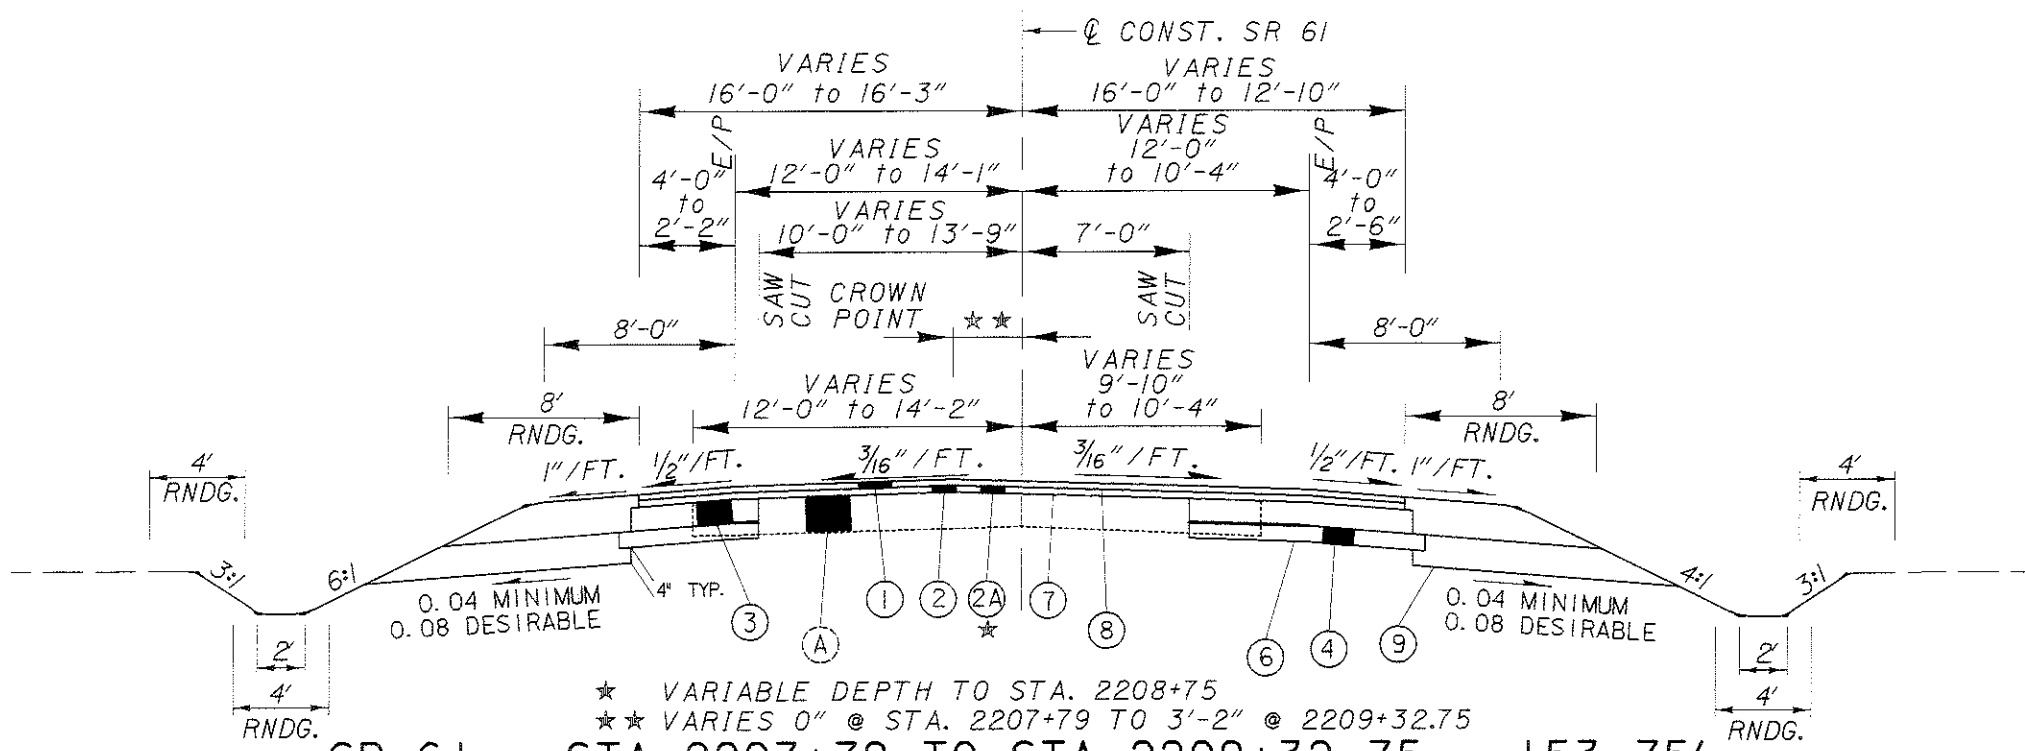 ℄ CONST. SR 61
VARIES
16'-0" to 16'-3"
VARIES
16'-0" to 12'-10"
E/P
VARIES
12'-0" to 14'-1"
VARIES
12'-0"
to 10'-4"
E/P
4'-0"
to
2'-2"
4'-0"
to
2'-6"
VARIES
10'-0" to 13'-9"
7'-0"
SAW
CUT
CROWN
POINT
★ ★
SAW
CUT
8'-0"
8'-0"
VARIES
12'-0" to 14'-2"
VARIES
9'-10"
to 10'-4"
8'
RNDG.
8'
RNDG.
4'
RNDG.
1"/FT.
1/2"/FT.
3/16"/FT.
3/16"/FT.
1/2"/FT.
1"/FT.
4'
RNDG.
3:1
6:1
4:1
3:1
0.04 MINIMUM
0.08 DESIRABLE
4" TYP.
3
A
1
2
2A
★
7
8
6
4
9
0.04 MINIMUM
0.08 DESIRABLE
2'
4'
RNDG.
2'
4'
RNDG.
★ VARIABLE DEPTH TO STA. 2208+75
★★ VARIES 0" @ STA. 2207+79 TO 3'-2" @ 2209+32.75